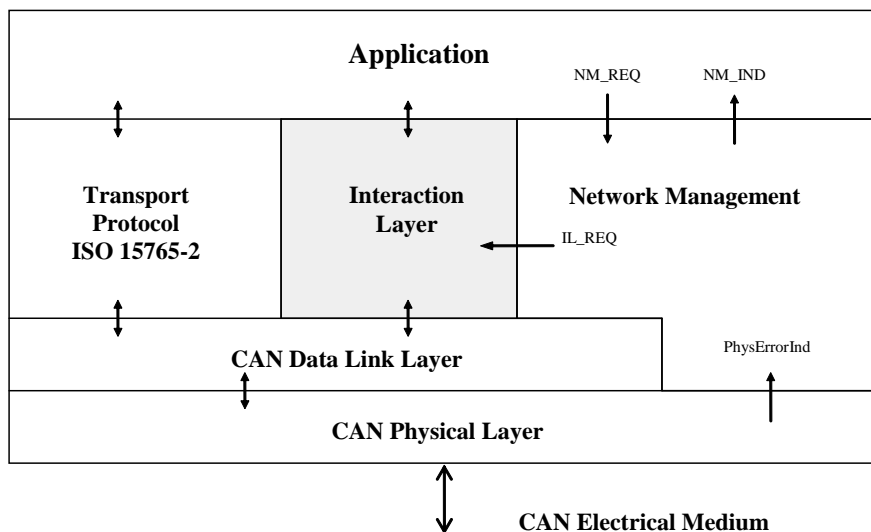 Application
NM_REQ
NM_IND
Transport
Protocol
ISO 15765-2
Interaction
Layer
Network Management
IL_REQ
CAN Data Link Layer
PhysErrorInd
CAN Physical Layer
CAN Electrical Medium